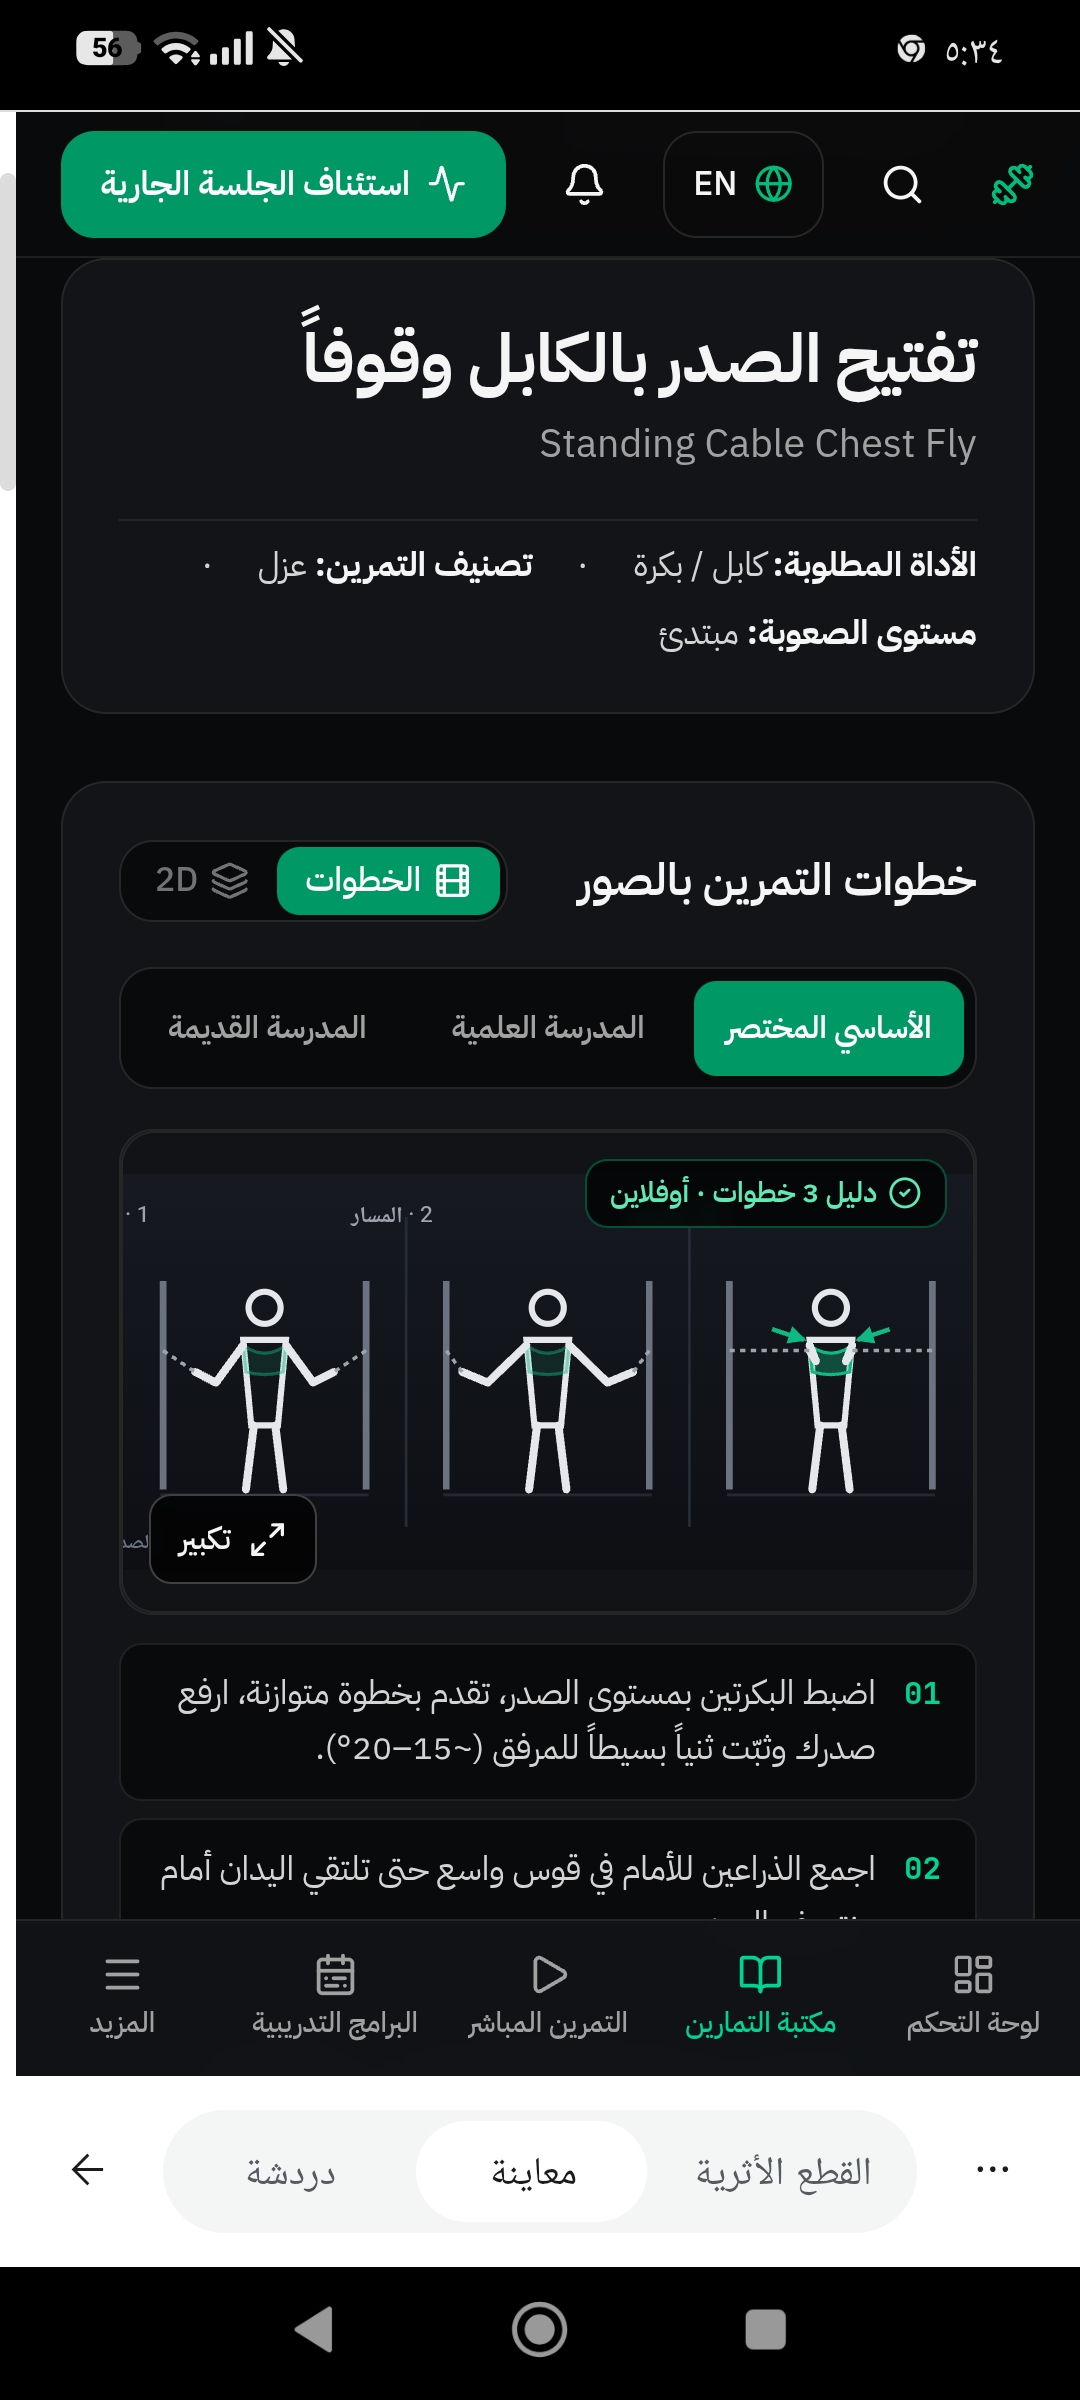 56
٥:٣٤
استئناف الجلسة الجارية
EN
تفتيح الصدر بالكابل وقوفاً
Standing Cable Chest Fly
الأداة المطلوبة: كابل / بكرة · تصنيف التمرين: عزل ·
مستوى الصعوبة: مبتدئ
خطوات التمرين بالصور
الخطوات
2D
الأساسي المختصر
المدرسة العلمية
المدرسة القديمة
دليل 3 خطوات · أوفلاين
2 · المسار
1 ·
تكبير
01
اضبط البكرتين بمستوى الصدر، تقدم بخطوة متوازنة، ارفع
صدرك وثبّت ثنياً بسيطاً للمرفق (~15–20°).
02
اجمع الذراعين للأمام في قوس واسع حتى تلتقي اليدان أمام
لوحة التحكم
مكتبة التمارين
التمرين المباشر
البرامج التدريبية
المزيد
القطع الأثرية
معاينة
دردشة